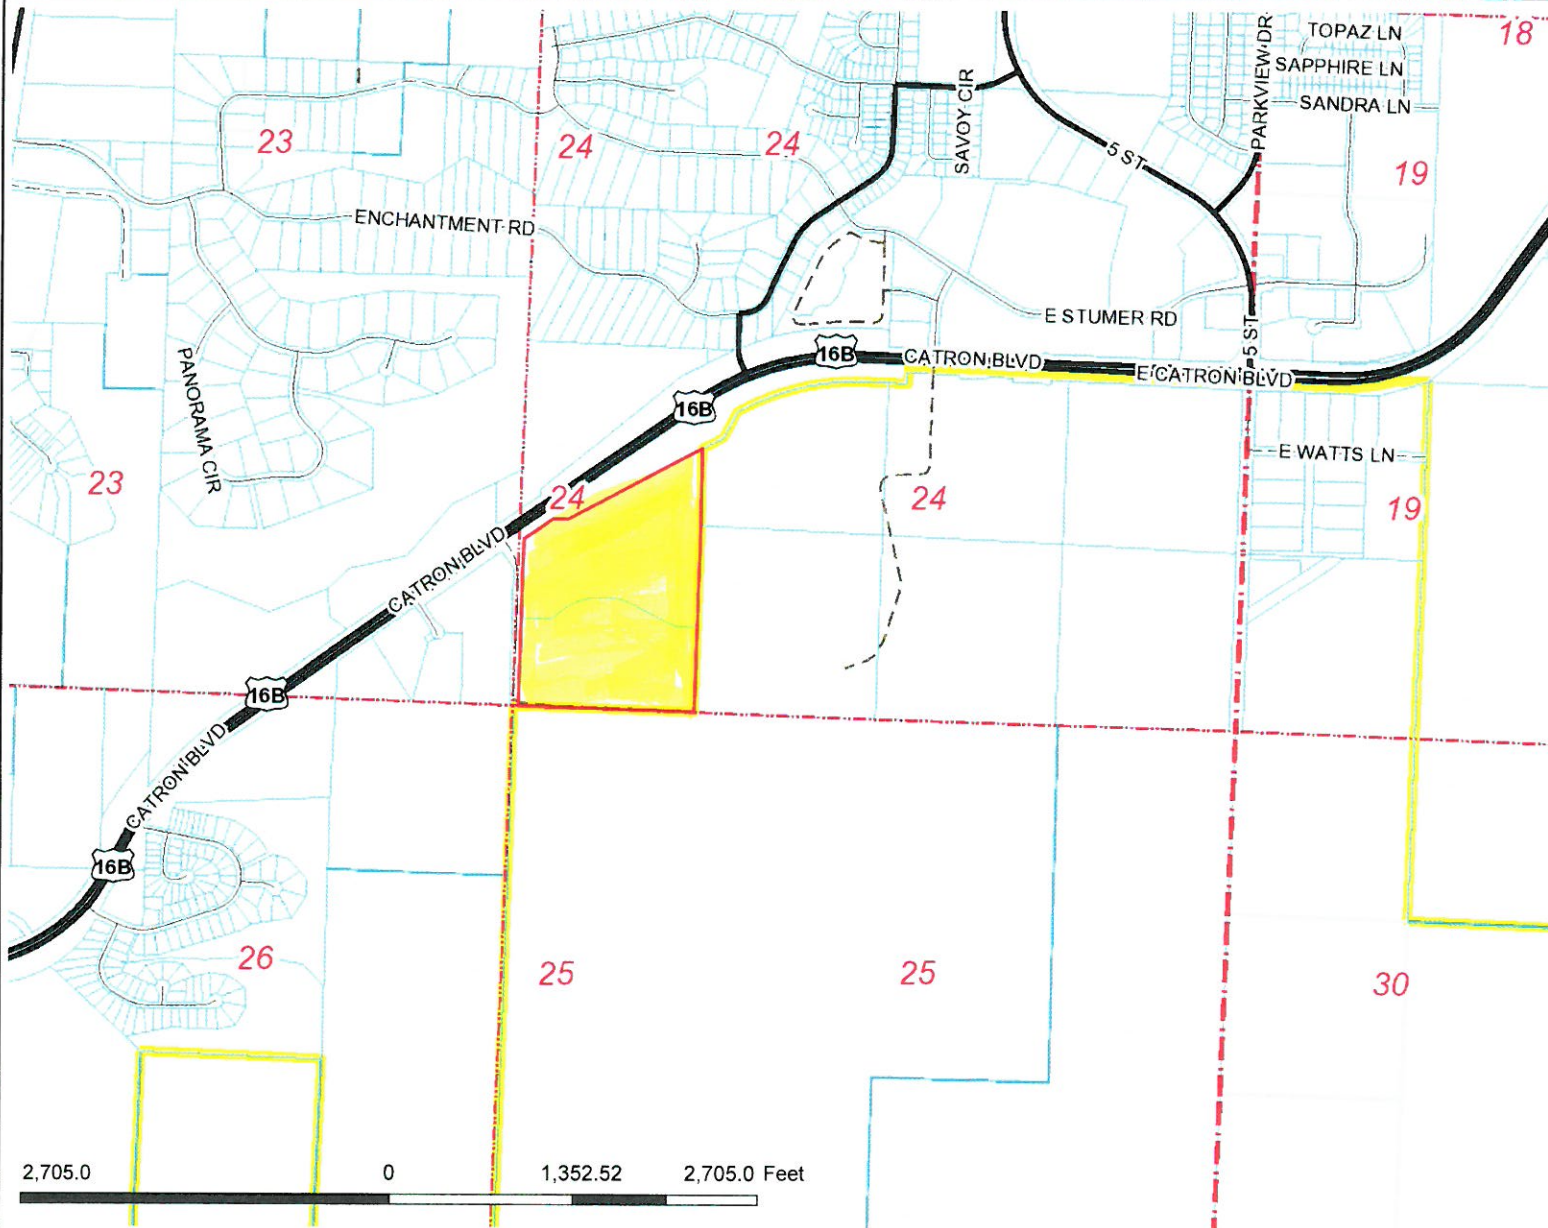 TOPAZ LN
18
SAPPHIRE LN
PARKVIEW DR
SANDRA LN
SAVOY CIR
23
24
24
5 ST
19
ENCHANTMENT RD
E STUMER RD
5 ST
16B
CATRON BLVD
E CATRON BLVD
PANORAMA CIR
16B
E WATTS LN
23
24
24
19
CATRON BLVD
16B
CATRON BLVD
16B
26
25
25
30
2,705.0 0 1,352.52 2,705.0 Feet